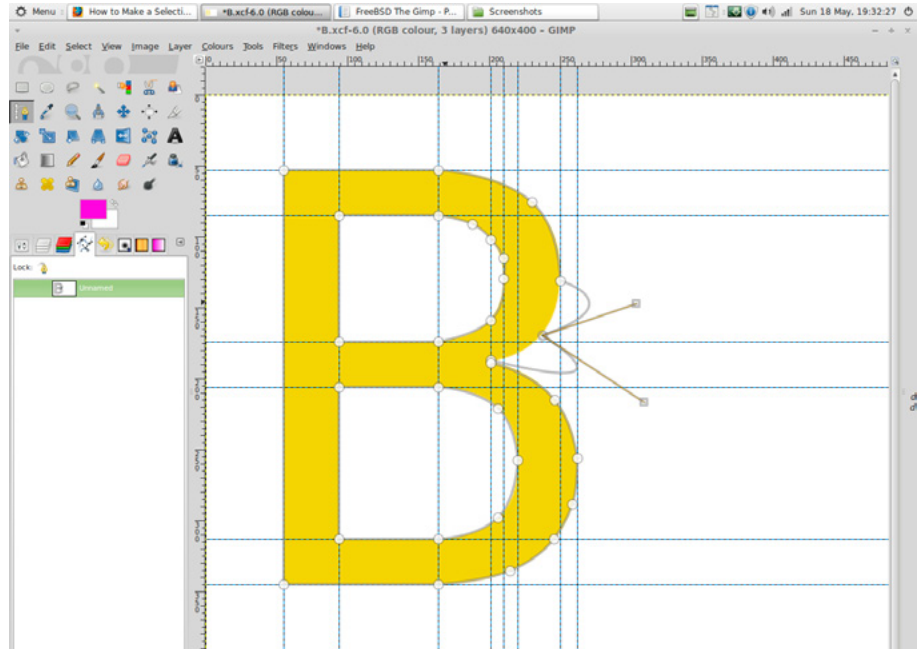 Menu How to Make a Selecti... *B.xcf-6.0 (RGB colou... FreeBSD The Gimp - P... Screenshots Sun 18 May, 19:32:27
*B.xcf-6.0 (RGB colour, 3 layers) 640x400 – GIMP
File Edit Select View Image Layer Colours Tools Filters Windows Help
0 50 100 150 200 250 300 350 400 450
Lock:
Unnamed
B